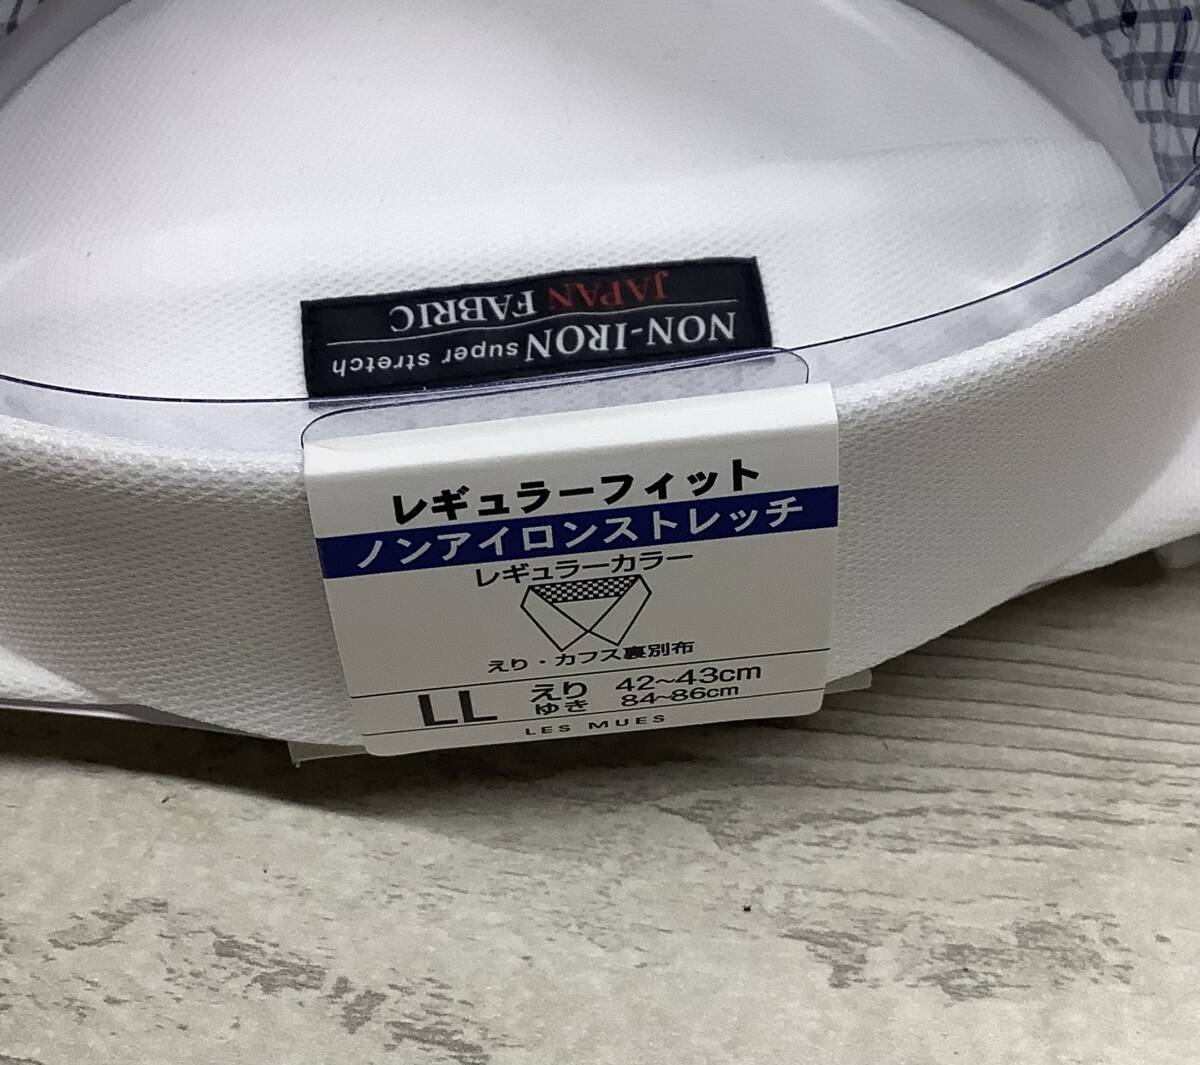 NON-IRON super stretch
JAPAN FABRIC
レギュラーフィット
ノンアイロンストレッチ
レギュラーカラー
えり・カフス裏別布
LL えり 42~43cm
ゆき 84~86cm
LES MUES